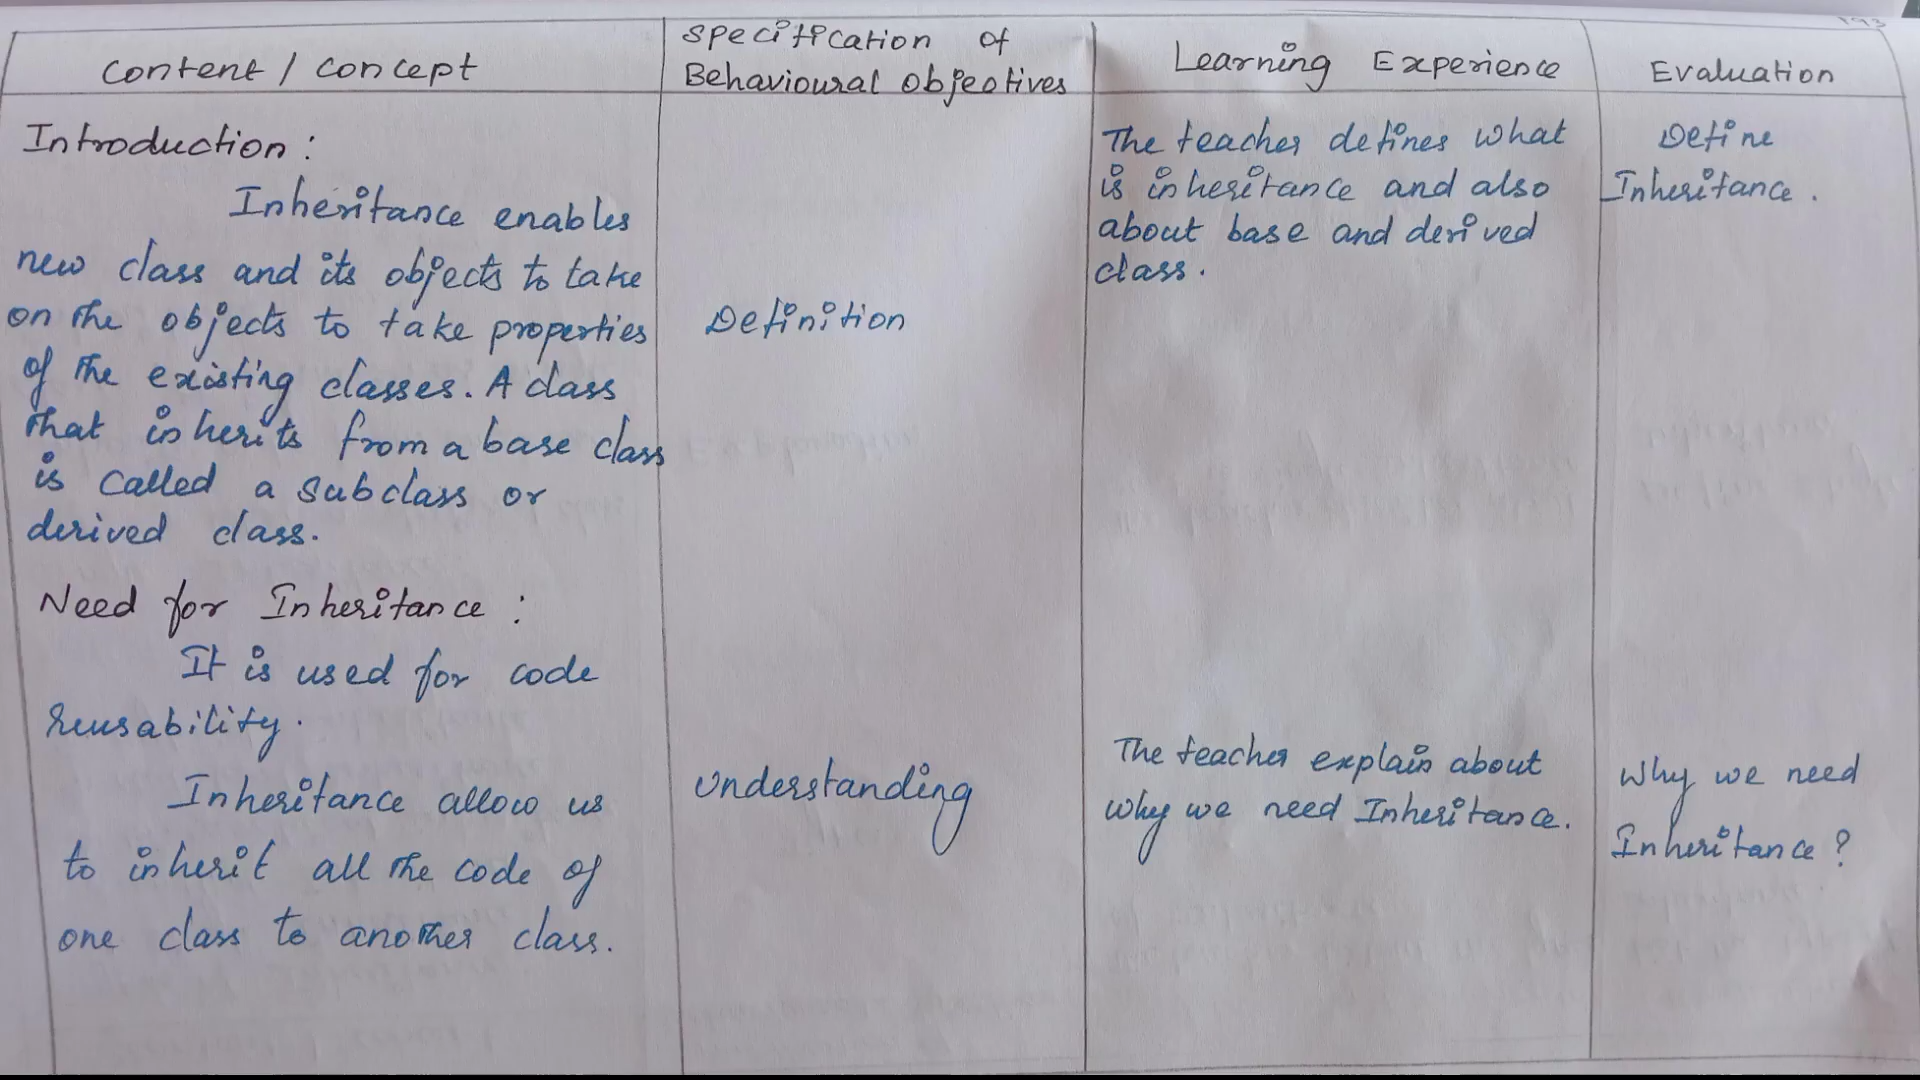 Content / concept
Specification of
Behavioural objectives
Learning Experience
Evaluation
Introduction :
Inheritance enables
new class and its objects to take
on the objects to take properties
of the existing classes. A class
that inherits from a base class
is called a subclass or
derived class.
Definition
The teacher defines what
is inheritance and also
about base and derived
class.
Define
Inheritance.
Need for Inheritance :
It is used for code
reusability.
Inheritance allow us
to inherit all the code of
one class to another class.
Understanding
The teacher explain about
why we need Inheritance.
Why we need
Inheritance?